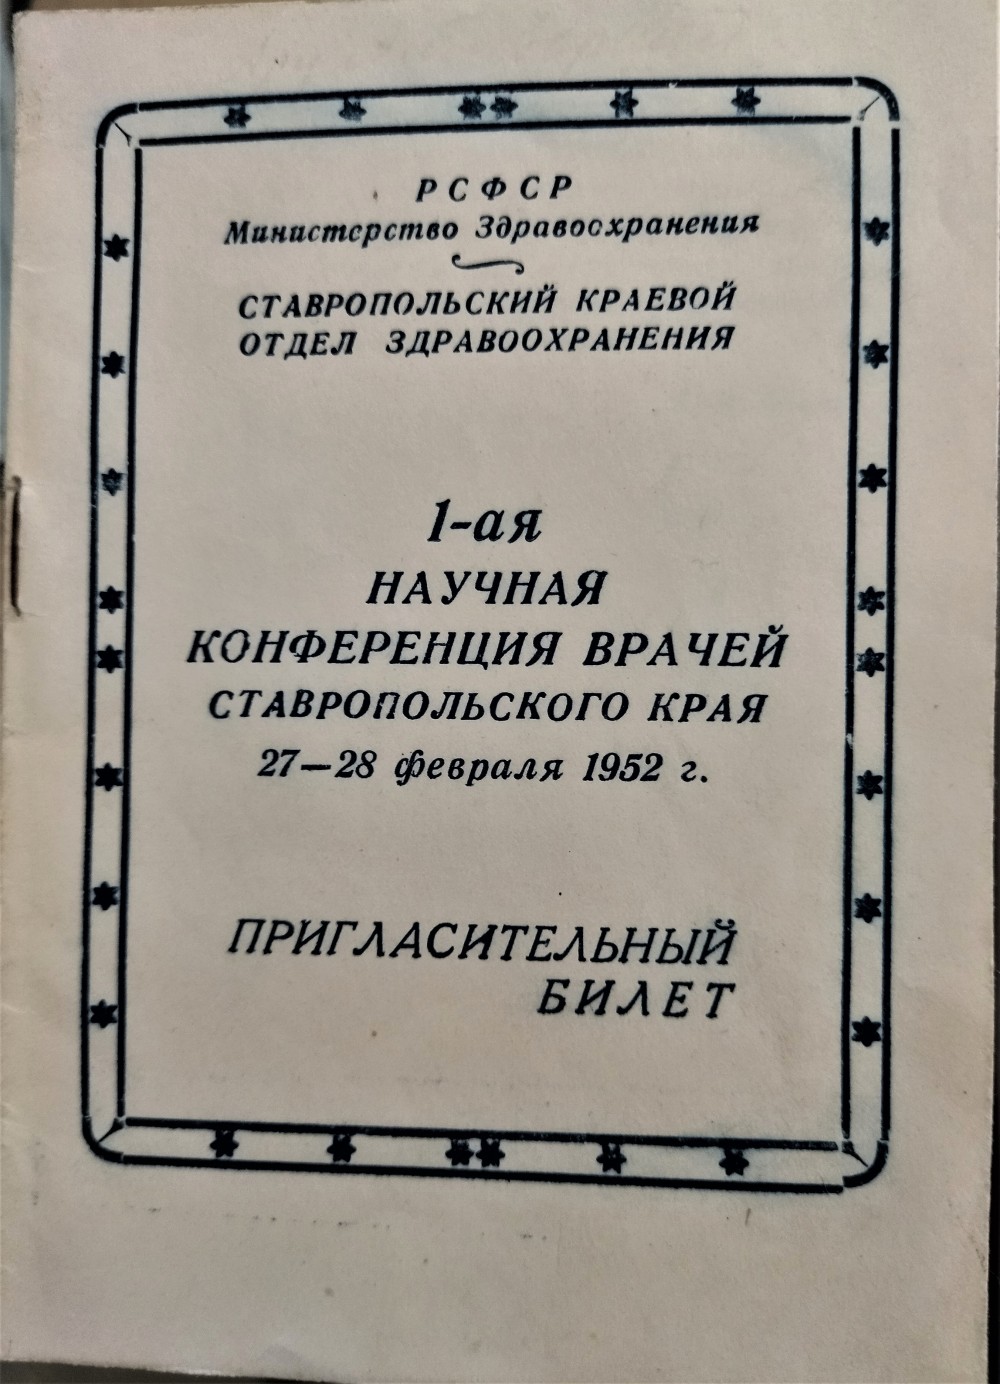 РСФСР
Министерство Здравоохранения
СТАВРОПОЛЬСКИЙ КРАЕВОЙ
ОТДЕЛ ЗДРАВООХРАНЕНИЯ
1-ая
НАУЧНАЯ
КОНФЕРЕНЦИЯ ВРАЧЕЙ
СТАВРОПОЛЬСКОГО КРАЯ
27—28 февраля 1952 г.
ПРИГЛАСИТЕЛЬНЫЙ
БИЛЕТ